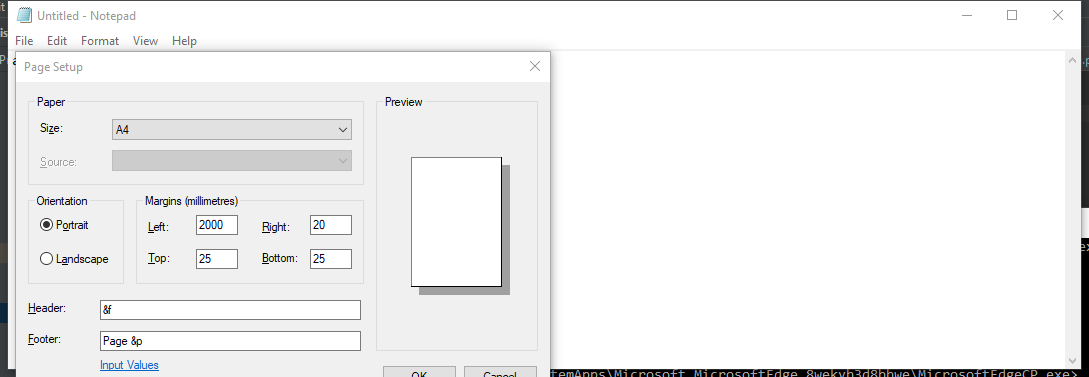 Untitled - Notepad
File Edit Format View Help
Page Setup
Paper
Size: A4
Source:
Preview
Orientation
Portrait
Landscape
Margins (millimetres)
Left: 2000 Right: 20
Top: 25 Bottom: 25
Header: &f
Footer: Page &p
Input Values
OK Cancel
temApps\Microsoft.MicrosoftEdge_8wekyb3d8bbwe\MicrosoftEdgeCP.exe>